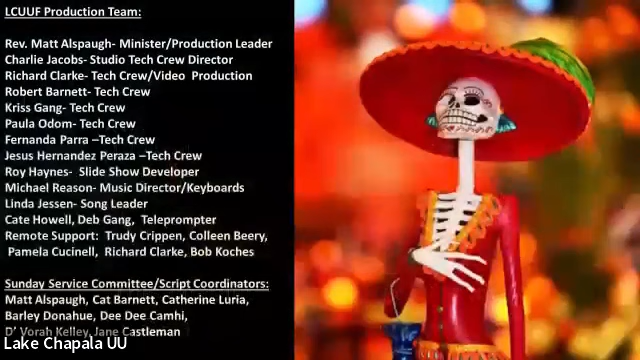 LCUUF Production Team:
Rev. Matt Alspaugh- Minister/Production Leader
Charlie Jacobs- Studio Tech Crew Director
Richard Clarke- Tech Crew/Video Production
Robert Barnett- Tech Crew
Kriss Gang- Tech Crew
Paula Odom- Tech Crew
Fernanda Parra –Tech Crew
Jesus Hernandez Peraza –Tech Crew
Roy Haynes- Slide Show Developer
Michael Reason- Music Director/Keyboards
Linda Jessen- Song Leader
Cate Howell, Deb Gang, Teleprompter
Remote Support: Trudy Crippen, Colleen Beery,
Pamela Cucinell, Richard Clarke, Bob Koches
Sunday Service Committee/Script Coordinators:
Matt Alspaugh, Cat Barnett, Catherine Luria,
Barley Donahue, Dee Dee Camhi,
D' Vorah Kelley, Jane Castleman
Lake Chapala UU